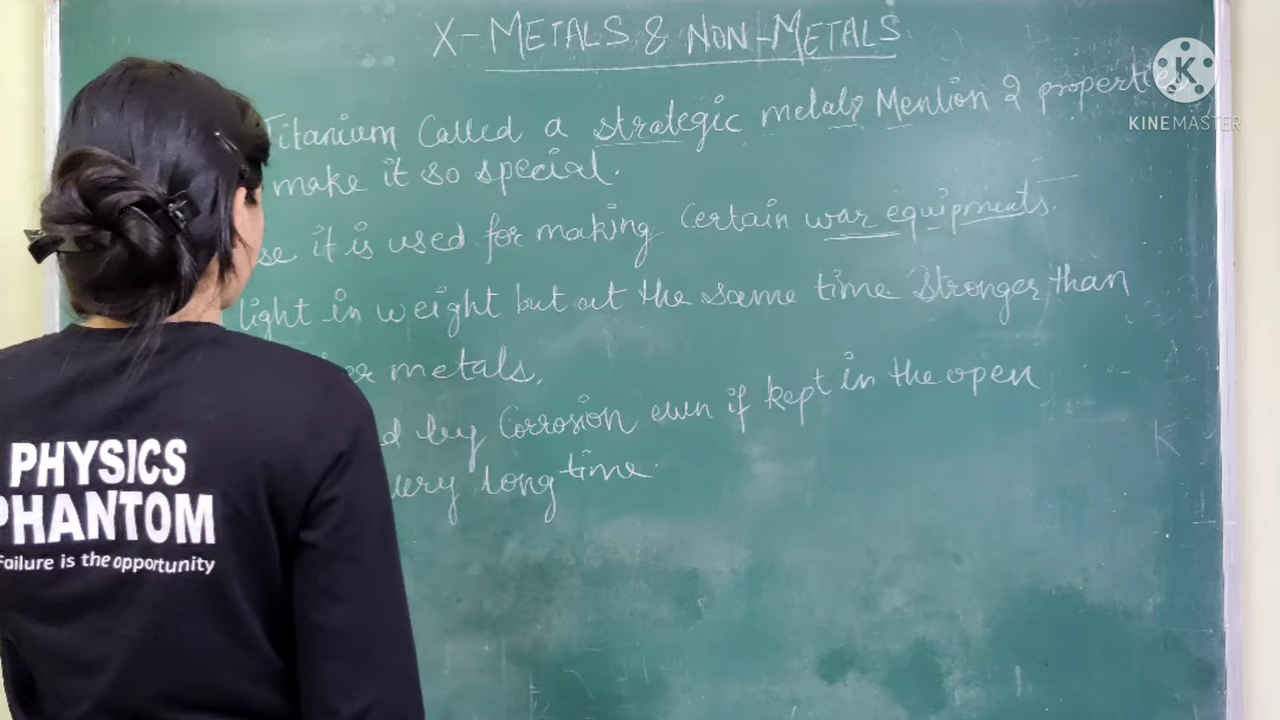 X- METALS & NON-METALS
Titanium Called a strategic metal? Mention 2 properties
make it so special.
se it is used for making Certain war equipments.
light in weight but at the same time Stronger than
er metals.
d by Corrosion even if kept in the open
very long time.
PHYSICS
PHANTOM
Failure is the opportunity
K
KINEMASTER
K